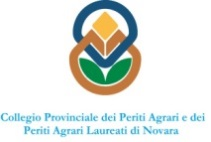 Collegio Provinciale dei Periti Agrari e dei
Periti Agrari Laureati di Novara